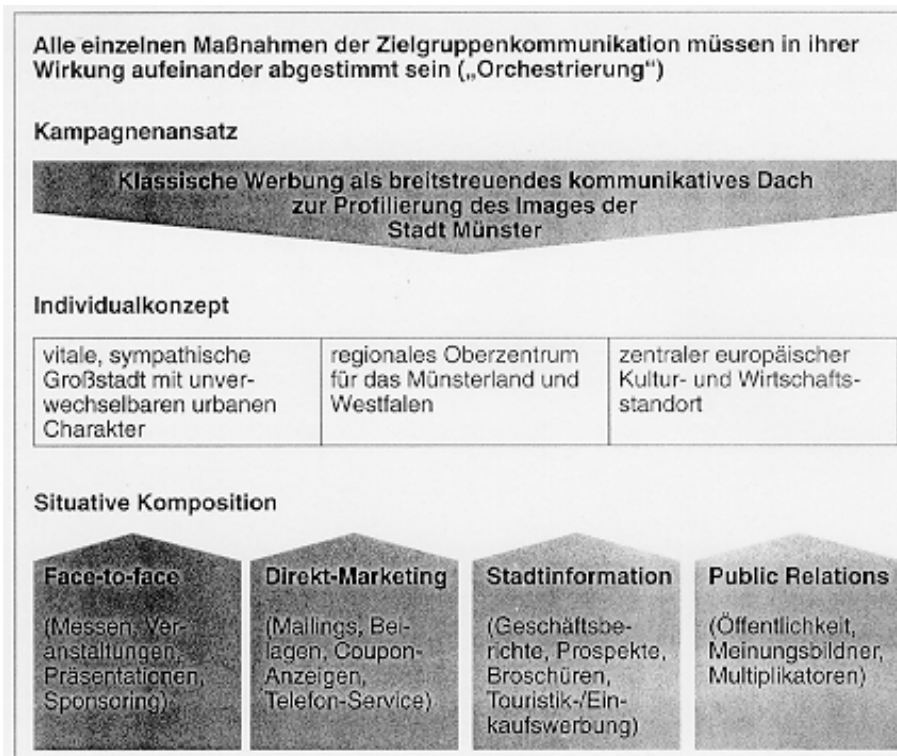 Alle einzelnen Maßnahmen der Zielgruppenkommunikation müssen in ihrer
Wirkung aufeinander abgestimmt sein („Orchestrierung“)
Kampagnenansatz
Klassische Werbung als breitstreuendes kommunikatives Dach
zur Profilierung des Images der
Stadt Münster
Individualkonzept
vitale, sympathische
Großstadt mit unver-
wechselbaren urbanen
Charakter
regionales Oberzentrum
für das Münsterland und
Westfalen
zentraler europäischer
Kultur- und Wirtschafts-
standort
Situative Komposition
Face-to-face
(Messen, Ver-
anstaltungen,
Präsentationen,
Sponsoring)
Direkt-Marketing
(Mailings, Bei-
lagen, Coupon-
Anzeigen,
Telefon-Service)
Stadtinformation
(Geschäftsbe-
richte, Prospekte,
Broschüren,
Touristik-/Ein-
kaufswerbung)
Public Relations
(Öffentlichkeit,
Meinungsbildner,
Multiplikatoren)